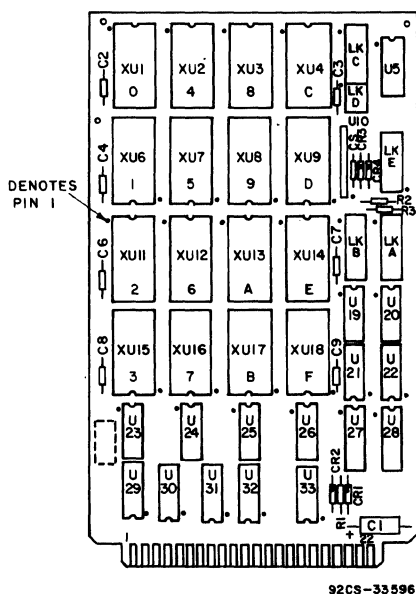 C2
XU1
0
XU2
4
XU3
8
XU4
C
C3
LK
C
LK
D
U5
U10
C4
XU6
1
XU7
5
XU8
9
XU9
D
C5
CR3
CR4
LK
E
R2
R3
DENOTES
PIN 1
C6
XU11
2
XU12
6
XU13
A
XU14
E
C7
LK
B
LK
A
U
19
U
20
C8
XU15
3
XU16
7
XU17
B
XU18
F
C9
U
21
U
22
U
23
U
24
U
25
U
26
U
27
U
28
U
29
U
30
U
31
U
32
U
33
CR2
CR1
R1
+
C1
1
22
92CS-33596